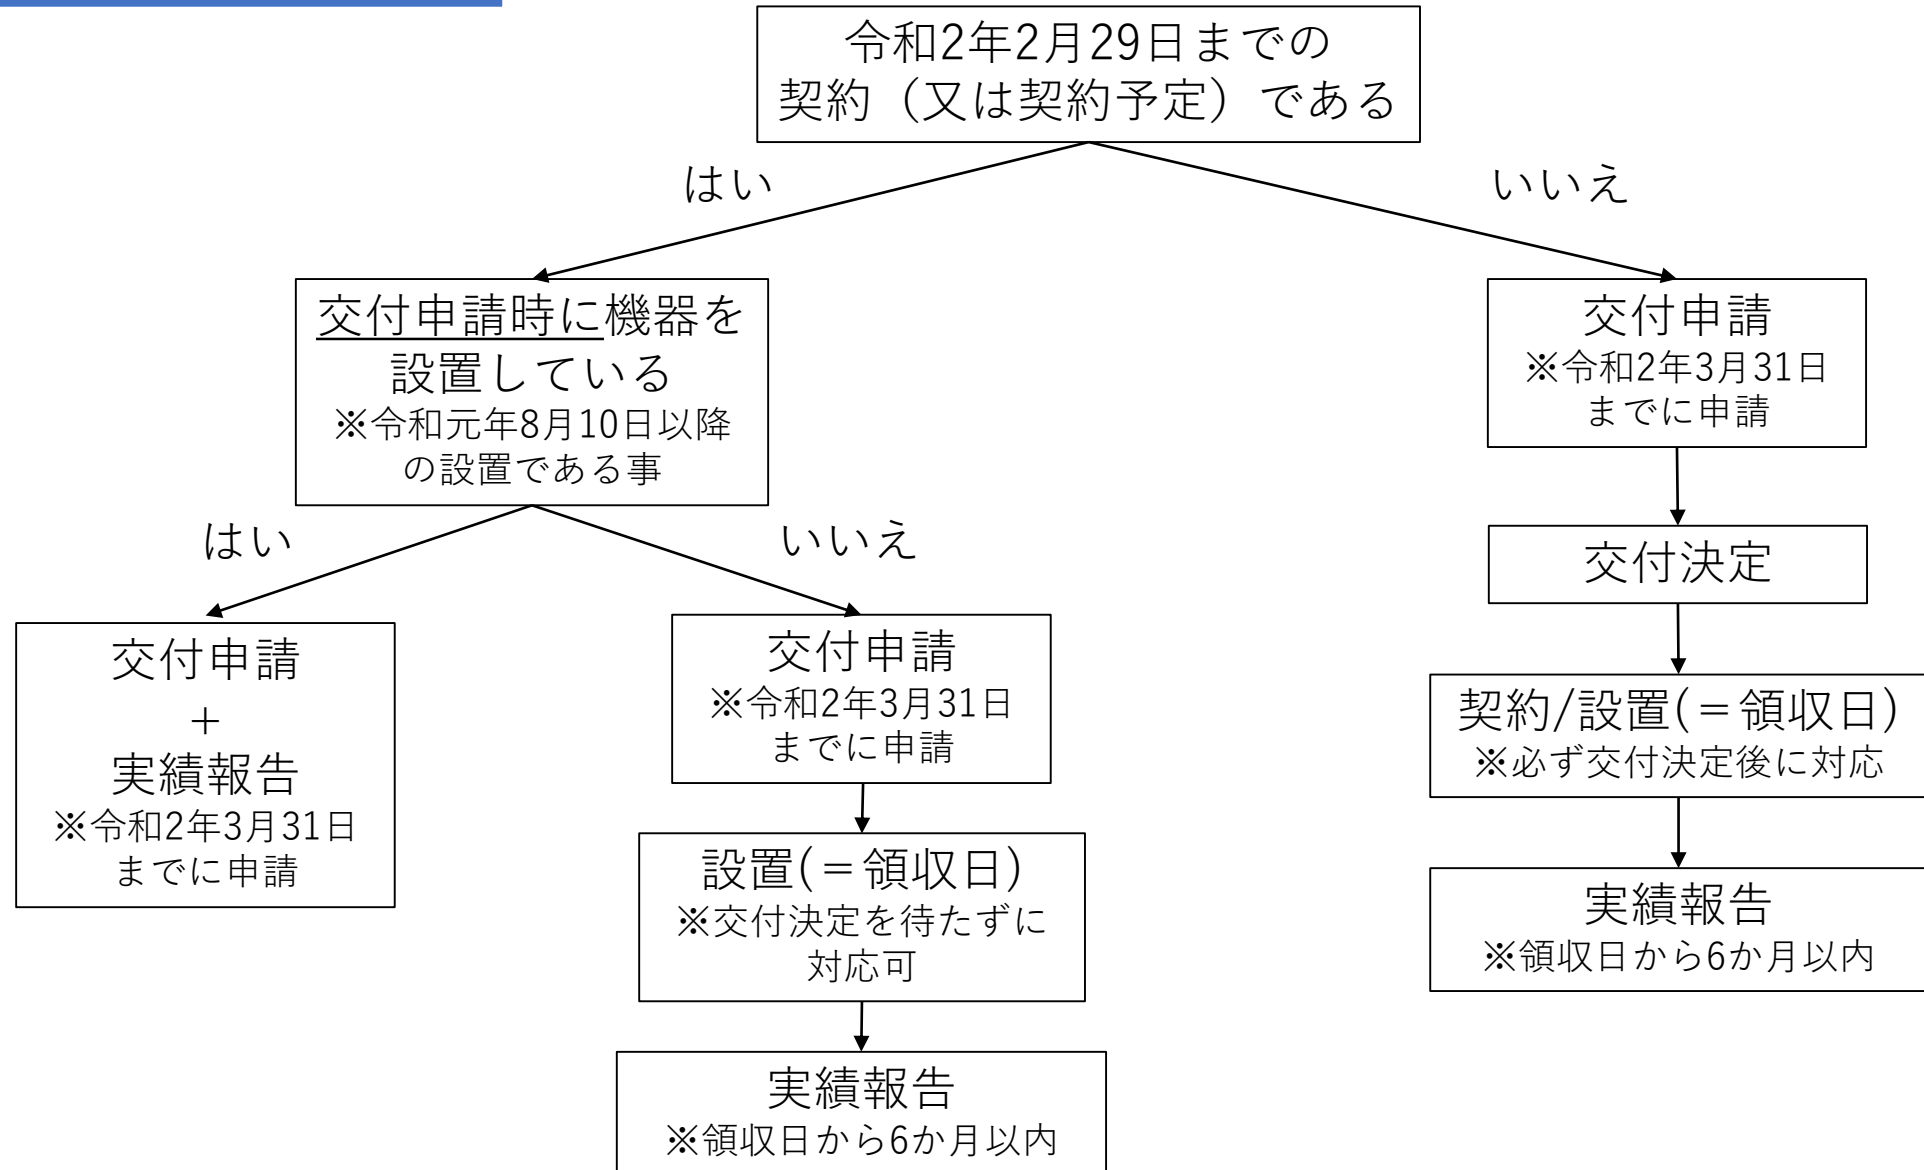 令和2年2月29日までの
契約（又は契約予定）である
はい
いいえ
交付申請時に機器を
設置している
※令和元年8月10日以降
の設置である事
はい
いいえ
交付申請
＋
実績報告
※令和2年3月31日
までに申請
交付申請
※令和2年3月31日
までに申請
設置(＝領収日)
※交付決定を待たずに
対応可
実績報告
※領収日から6か月以内
交付申請
※令和2年3月31日
までに申請
交付決定
契約/設置(＝領収日)
※必ず交付決定後に対応
実績報告
※領収日から6か月以内